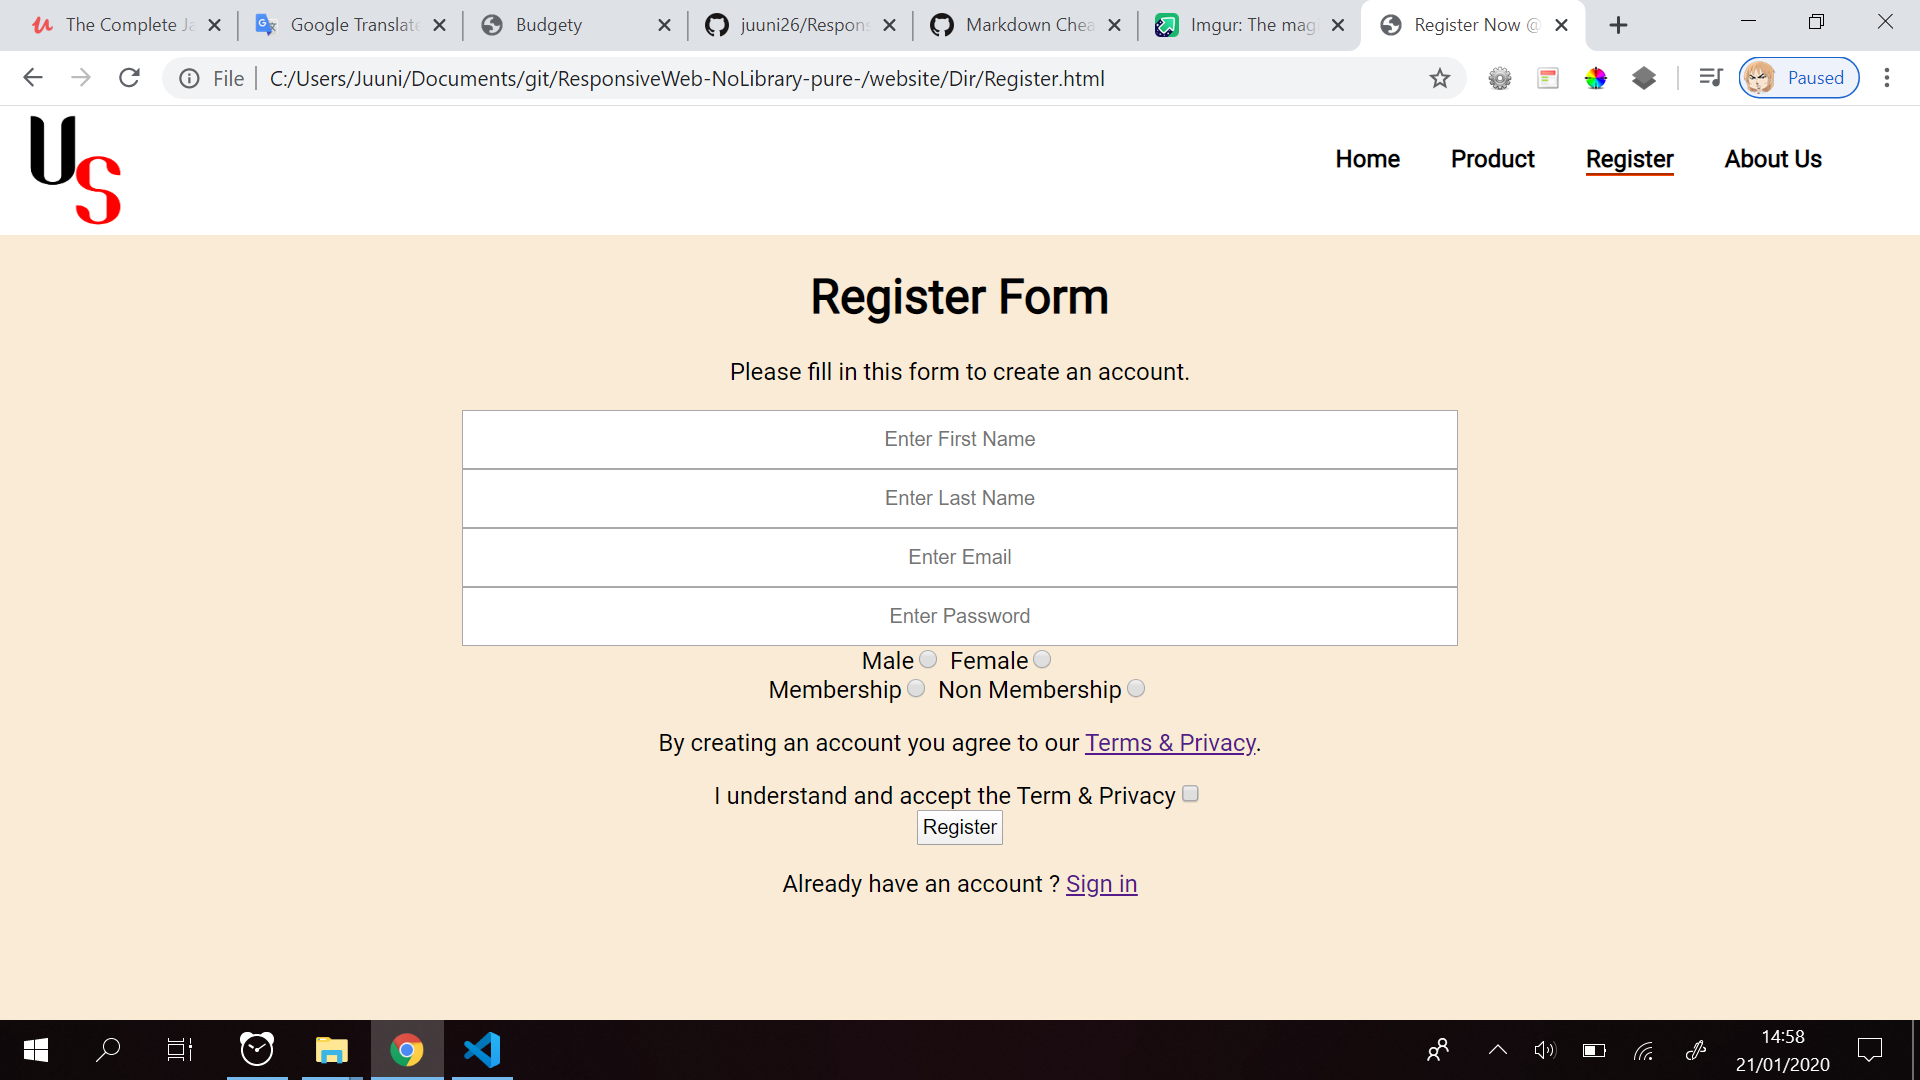 The Complete Ja
Google Translate
Budgety
juuni26/Respons
Markdown Chea
Imgur: The mag
Register Now @
File
C:/Users/Juuni/Documents/git/ResponsiveWeb-NoLibrary-pure-/website/Dir/Register.html
Paused
US
Home
Product
Register
About Us
Register Form
Please fill in this form to create an account.
Enter First Name
Enter Last Name
Enter Email
Enter Password
Male Female
Membership Non Membership
By creating an account you agree to our Terms & Privacy.
I understand and accept the Term & Privacy
Register
Already have an account ? Sign in
14:58
21/01/2020